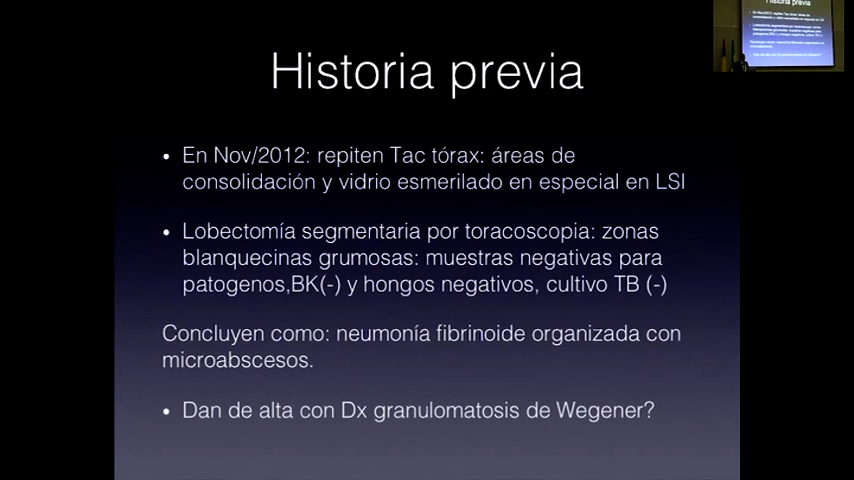 Historia previa
• En Nov/2012: repiten Tac tórax: áreas de
consolidación y vidrio esmerilado en especial en LSI
• Lobectomía segmentaria por toracoscopia: zonas
blanquecinas grumosas: muestras negativas para
patogenos,BK(-) y hongos negativos, cultivo TB (-)
Concluyen como: neumonía fibrinoide organizada con
microabscesos.
• Dan de alta con Dx granulomatosis de Wegener?